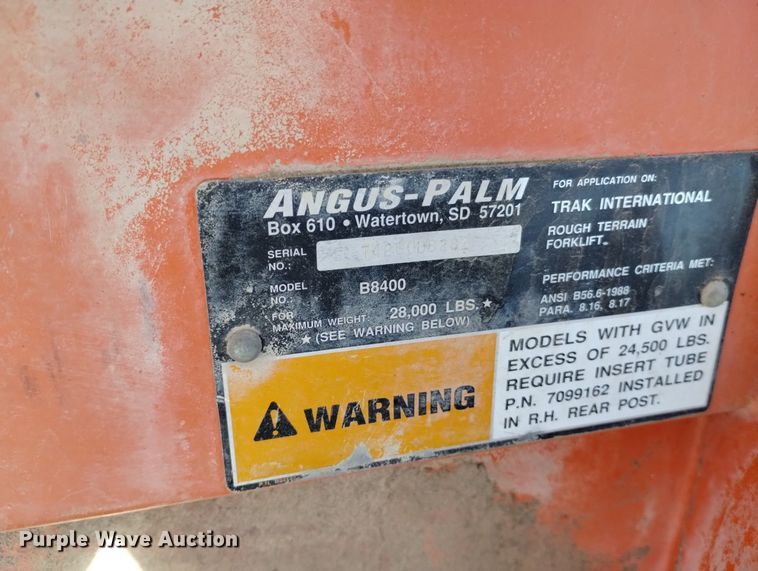 ANGUS-PALM
Box 610 • Watertown, SD 57201
SERIAL
NO.:
MODEL
NO.:
B8400
FOR
MAXIMUM WEIGHT:
28,000 LBS.★
★(SEE WARNING BELOW)
FOR APPLICATION ON:
TRAK INTERNATIONAL
ROUGH TERRAIN
FORKLIFT
PERFORMANCE CRITERIA MET:
ANSI B56.6-1988
PARA. 8.16, 8.17
WARNING
MODELS WITH GVW IN
EXCESS OF 24,500 LBS.
REQUIRE INSERT TUBE
P.N. 7099162 INSTALLED
IN R.H. REAR POST.
Purple Wave Auction